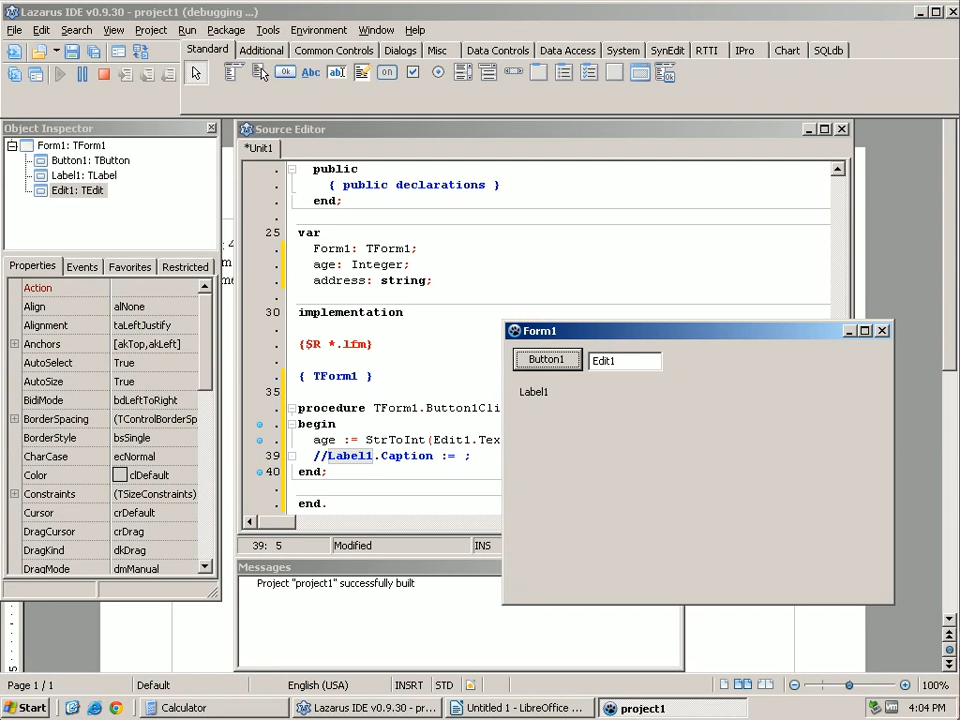 Lazarus IDE v0.9.30 - project1 (debugging ...)
File Edit Search View Project Run Package Tools Environment Window Help
Standard Additional Common Controls Dialogs Misc Data Controls Data Access System SynEdit RTTI IPro Chart SQLdb
Ok Abc ab on
Object Inspector
Form1: TForm1
Button1: TButton
Label1: TLabel
Edit1: TEdit
Properties Events Favorites Restricted
Action
Align alNone
Alignment taLeftJustify
Anchors [akTop,akLeft]
AutoSelect True
AutoSize True
BidiMode bdLeftToRight
BorderSpacing (TControlBorderSp
BorderStyle bsSingle
CharCase ecNormal
Color clDefault
Constraints (TSizeConstraints)
Cursor crDefault
DragCursor crDrag
DragKind dkDrag
DragMode dmManual
Source Editor
*Unit1
public
{ public declarations }
end;
25 var
Form1: TForm1;
age: Integer;
address: string;
30 implementation
{$R *.lfm}
{ TForm1 }
35
procedure TForm1.Button1Cli
begin
age := StrToInt(Edit1.Tex
39 //Label1.Caption := ;
40 end;
end.
39: 5 Modified INS
Messages
Project "project1" successfully built
Form1
Button1 Edit1
Label1
Page 1 / 1 Default English (USA) INSRT STD 100%
Start Calculator Lazarus IDE v0.9.30 - pr... Untitled 1 - LibreOffice ... project1 4:04 PM